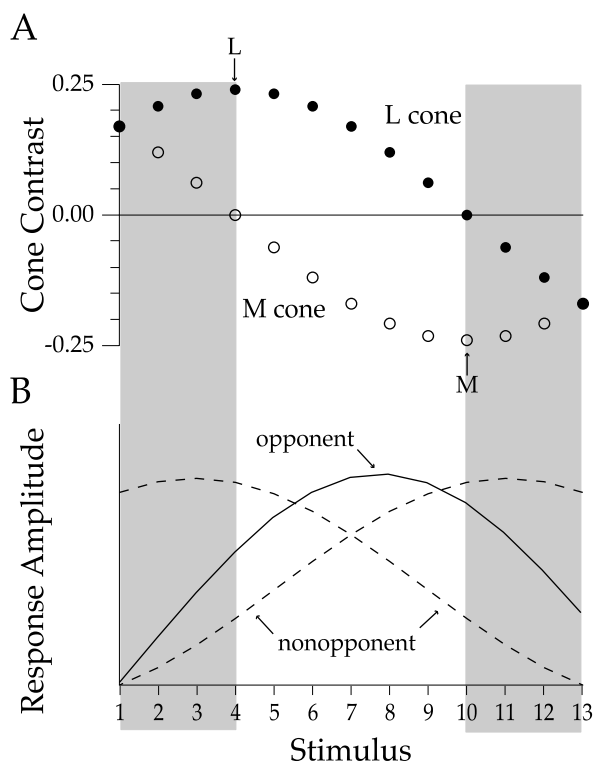 A
L
0.25
L cone
0.00
Cone Contrast
M cone
-0.25
M
B
opponent
Response Amplitude
nonopponent
1 2 3 4 5 6 7 8 9 10 11 12 13
Stimulus